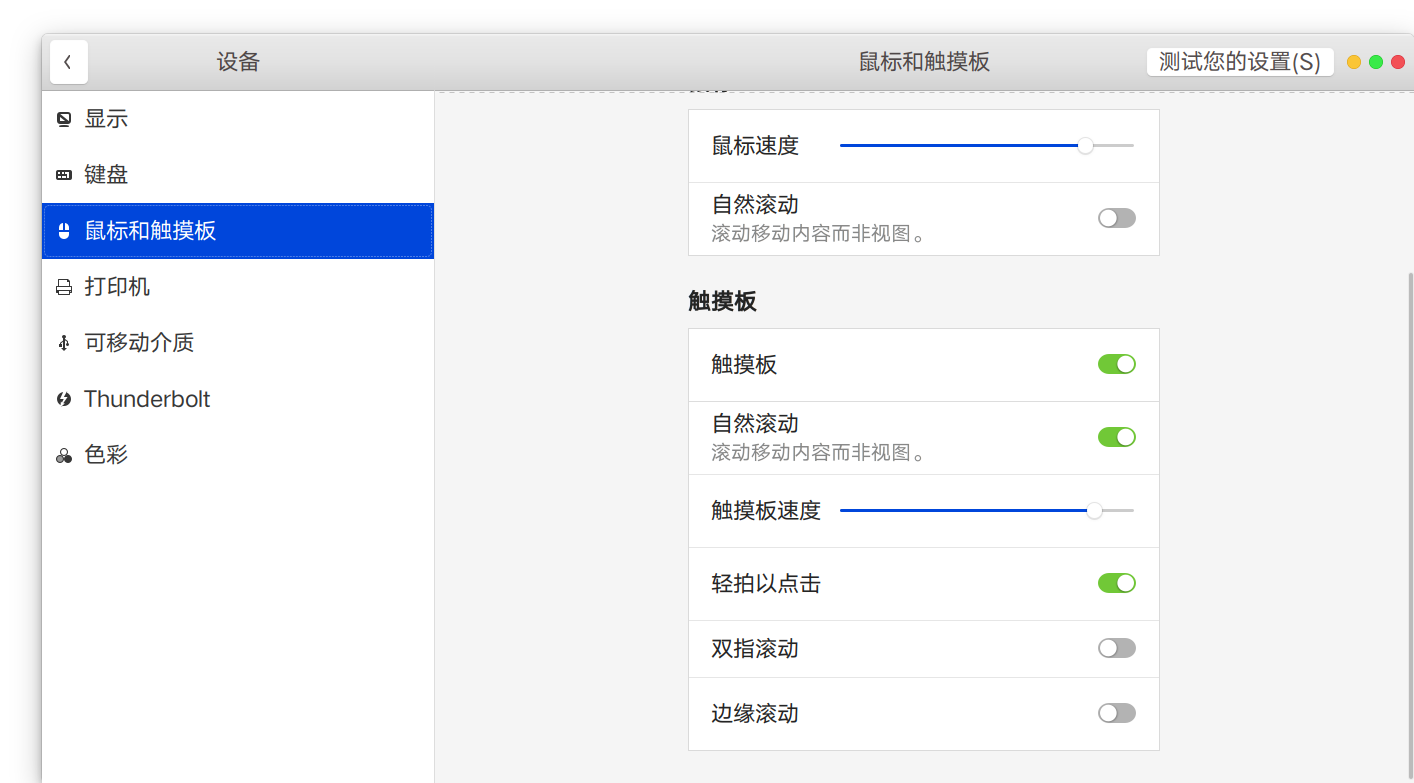 设备
鼠标和触摸板
测试您的设置(S)
显示
键盘
鼠标和触摸板
打印机
可移动介质
Thunderbolt
色彩
鼠标速度
自然滚动
滚动移动内容而非视图。
触摸板
触摸板
自然滚动
滚动移动内容而非视图。
触摸板速度
轻拍以点击
双指滚动
边缘滚动